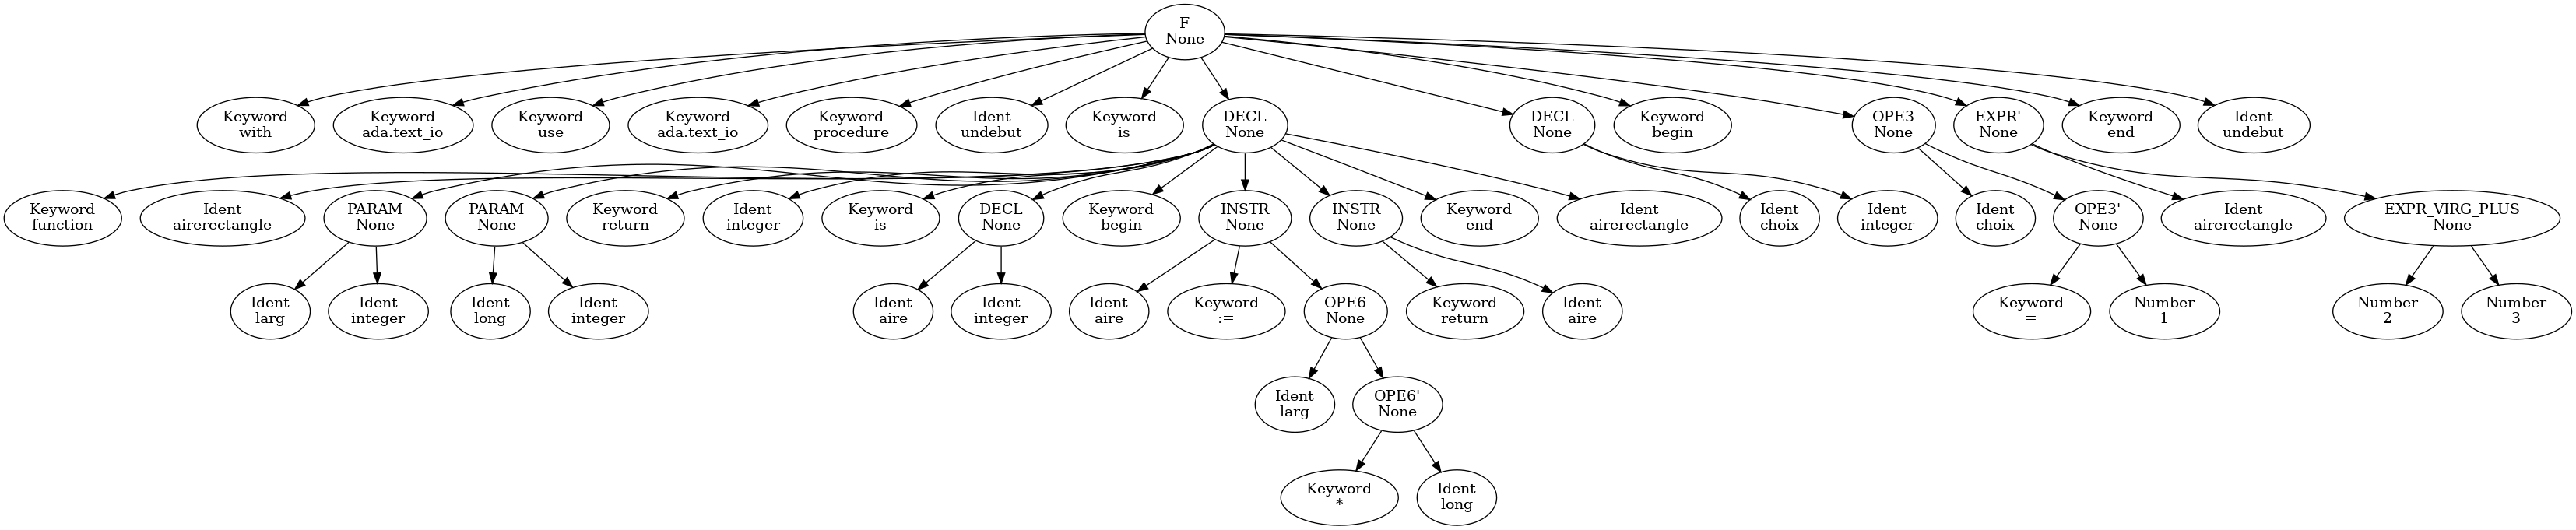 F
None
Keyword
with
Keyword
ada.text_io
Keyword
use
Keyword
ada.text_io
Keyword
procedure
Ident
undebut
Keyword
is
DECL
None
DECL
None
Keyword
begin
OPE3
None
EXPR'
None
Keyword
end
Ident
undebut
Keyword
function
Ident
airerectangle
PARAM
None
PARAM
None
Keyword
return
Ident
integer
Keyword
is
DECL
None
Keyword
begin
INSTR
None
INSTR
None
Keyword
end
Ident
airerectangle
Ident
choix
Ident
integer
Ident
choix
OPE3'
None
Ident
airerectangle
EXPR_VIRG_PLUS
None
Ident
larg
Ident
integer
Ident
long
Ident
integer
Ident
aire
Ident
integer
Ident
aire
Keyword
:=
OPE6
None
Keyword
return
Ident
aire
Keyword
=
Number
1
Number
2
Number
3
Ident
larg
OPE6'
None
Keyword
*
Ident
long